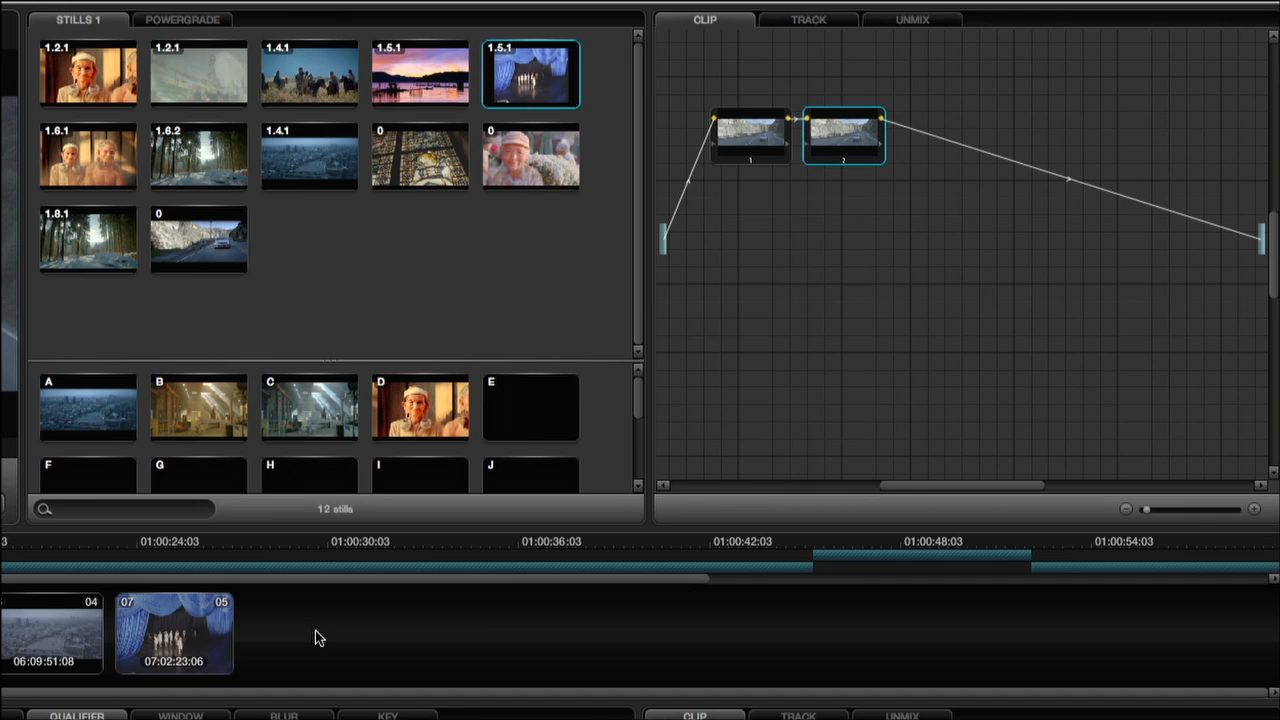 STILLS 1 POWERGRADE CLIP TRACK UNMIX
1.2.1 1.2.1 1.4.1 1.5.1 1.5.1
1.6.1 1.6.2 1.4.1 0 0
1.8.1 0
1 2
A B C D E
F G H I J
12 stills
3 01:00:24:03 01:00:30:03 01:00:36:03 01:00:42:03 01:00:48:03 01:00:54:03
04 07 05
06:09:51:08 07:02:23:06
QUALIFIER WINDOW BLUR KEY CLIP TRACK UNMIX